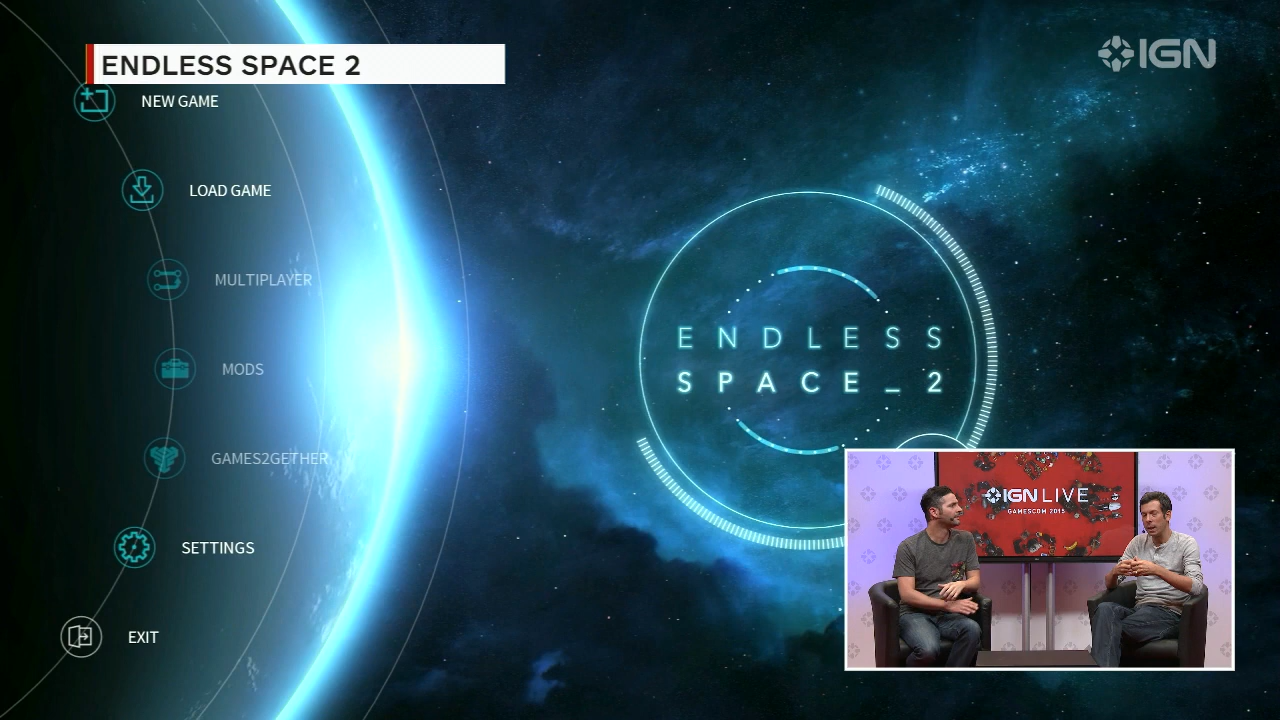 ENDLESS SPACE 2
IGN
NEW GAME
LOAD GAME
MULTIPLAYER
MODS
GAMES2GETHER
SETTINGS
EXIT
ENDLESS
SPACE_2
IGN LIVE
GAMESCOM 2015